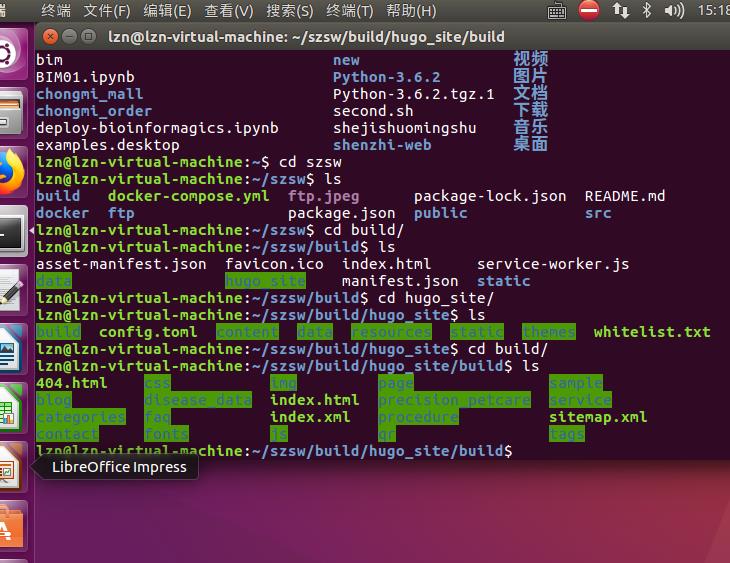 端 终端 文件(F) 编辑(E) 查看(V) 搜索(S) 终端(T) 帮助(H) 15:18
lzn@lzn-virtual-machine: ~/szsw/build/hugo_site/build
bim new 视频
BIM01.ipynb Python-3.6.2 图片
chongmi_mall Python-3.6.2.tgz.1 文档
chongmi_order second.sh 下载
deploy-bioinformagics.ipynb shejishuomingshu 音乐
examples.desktop shenzhi-web 桌面
lzn@lzn-virtual-machine:~$ cd szsw
lzn@lzn-virtual-machine:~/szsw$ ls
build docker-compose.yml ftp.jpeg package-lock.json README.md
docker ftp package.json public src
lzn@lzn-virtual-machine:~/szsw$ cd build/
lzn@lzn-virtual-machine:~/szsw/build$ ls
asset-manifest.json favicon.ico index.html service-worker.js
data hugo_site manifest.json static
lzn@lzn-virtual-machine:~/szsw/build$ cd hugo_site/
lzn@lzn-virtual-machine:~/szsw/build/hugo_site$ ls
build config.toml content data resources static themes whitelist.txt
lzn@lzn-virtual-machine:~/szsw/build/hugo_site$ cd build/
lzn@lzn-virtual-machine:~/szsw/build/hugo_site/build$ ls
404.html css img page sample
blog disease_data index.html precision_petcare service
categories faq index.xml procedure sitemap.xml
contact fonts js qr tags
lzn@lzn-virtual-machine:~/szsw/build/hugo_site/build$
LibreOffice Impress